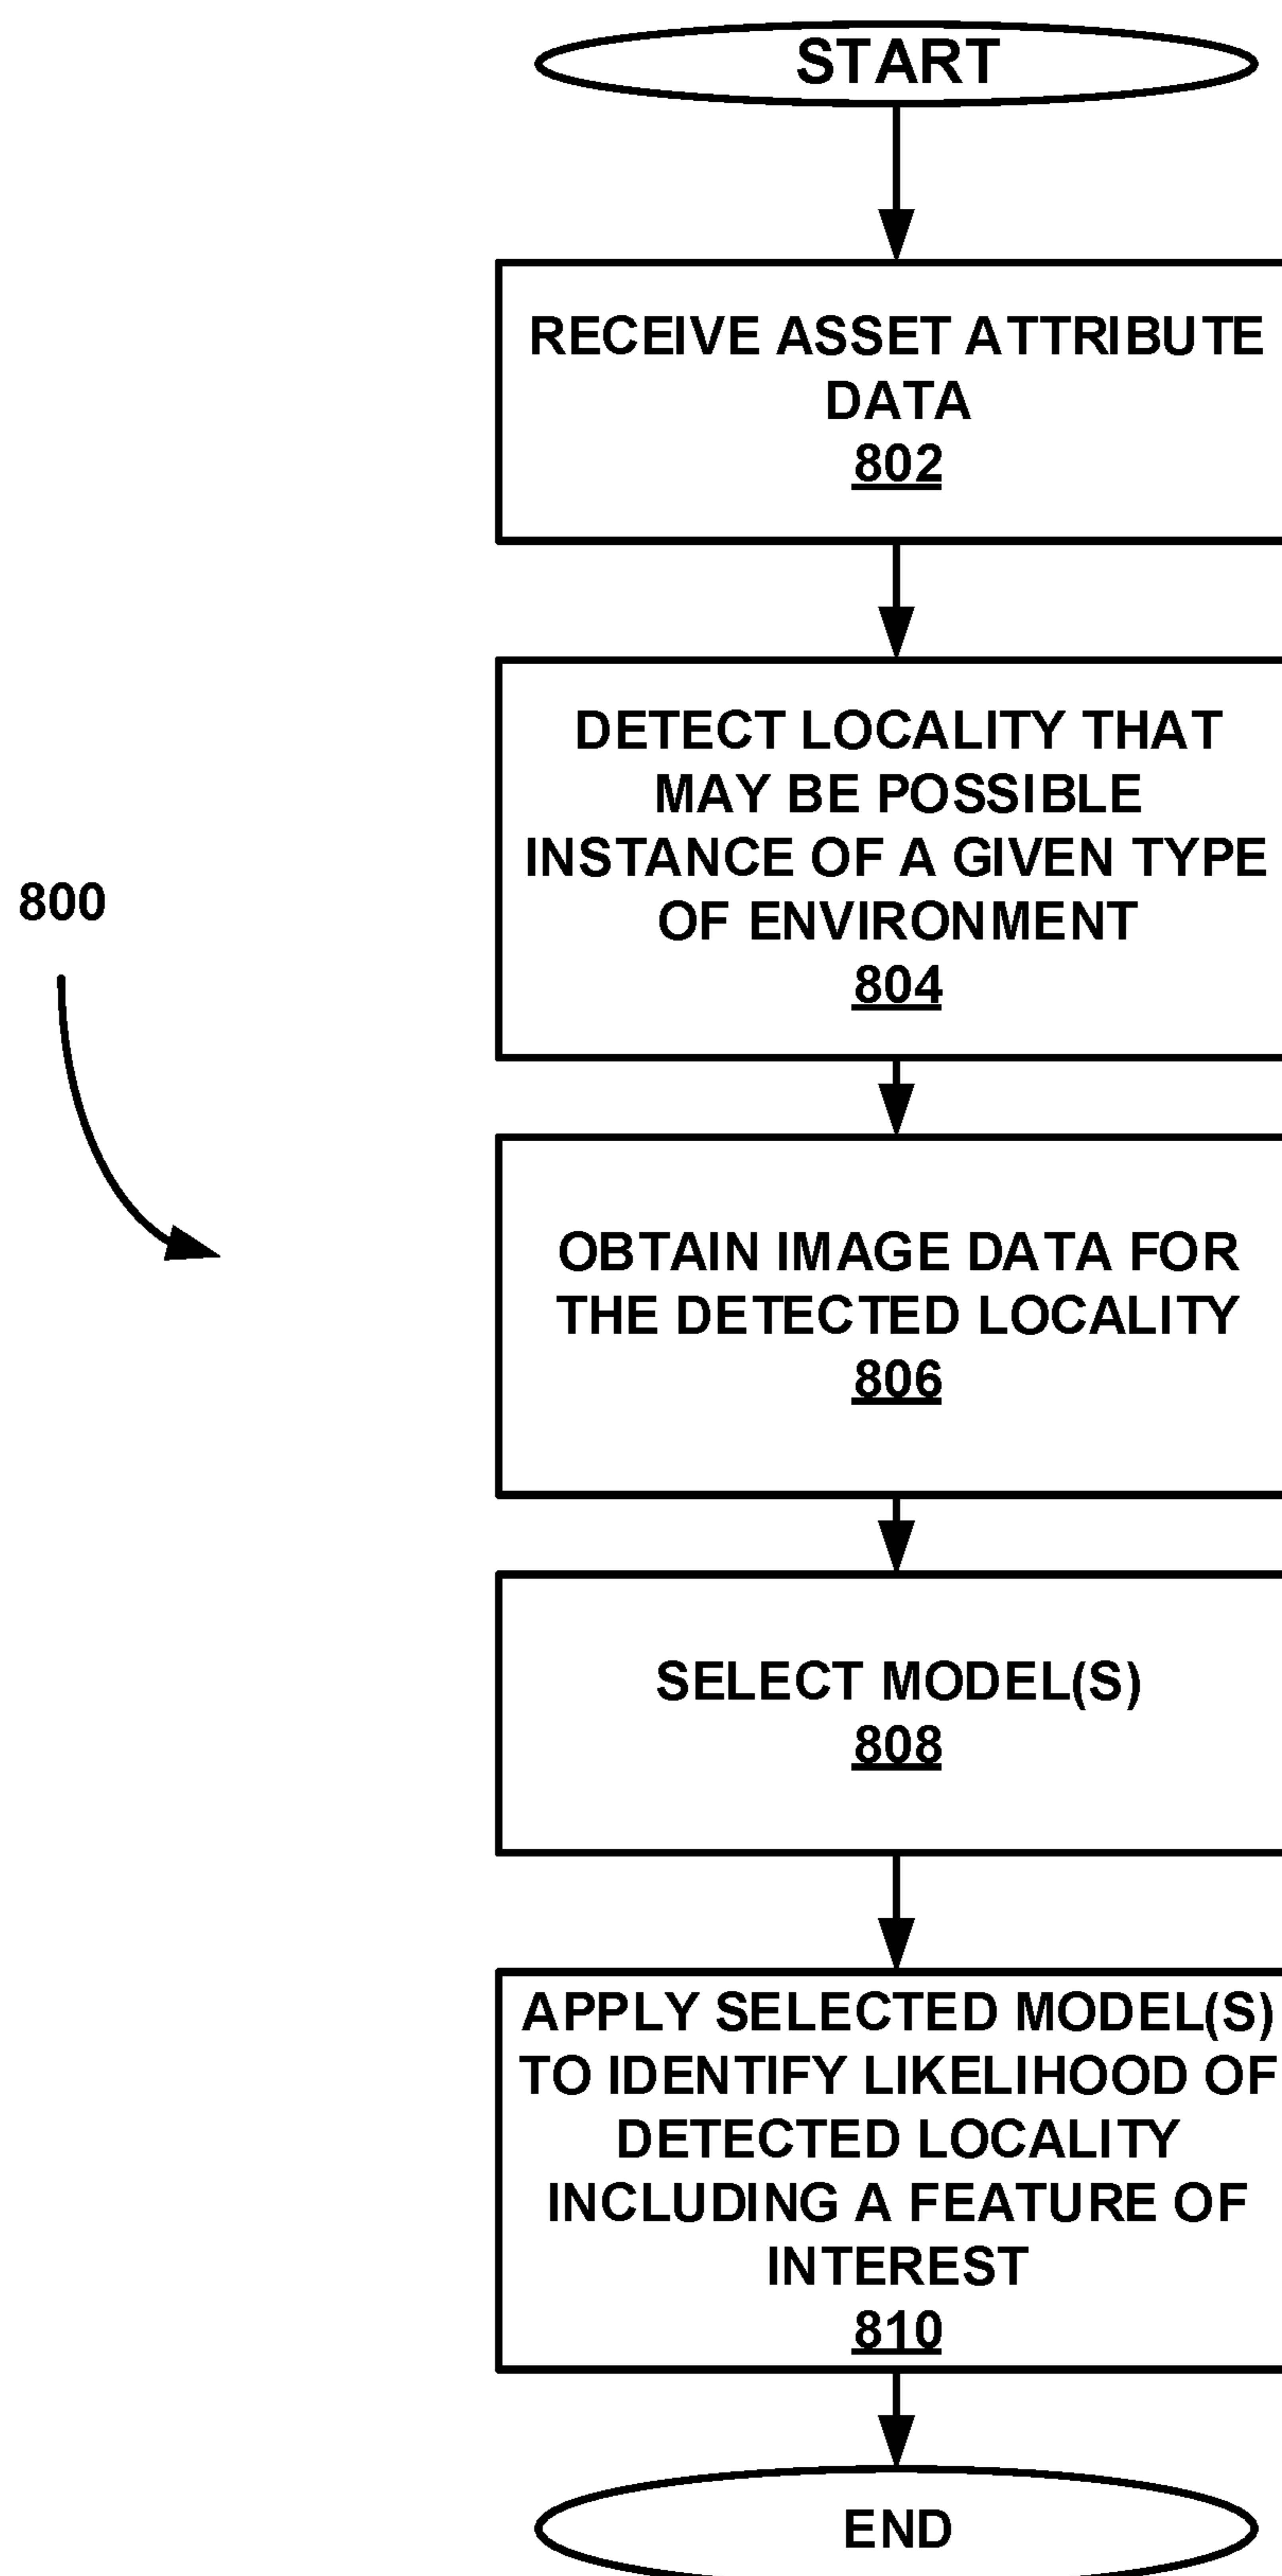 START
RECEIVE ASSET ATTRIBUTE
DATA
802
DETECT LOCALITY THAT
MAY BE POSSIBLE
INSTANCE OF A GIVEN TYPE
OF ENVIRONMENT
804
800
OBTAIN IMAGE DATA FOR
THE DETECTED LOCALITY
806
SELECT MODEL(S)
808
APPLY SELECTED MODEL(S)
TO IDENTIFY LIKELIHOOD OF
DETECTED LOCALITY
INCLUDING A FEATURE OF
INTEREST
810
END